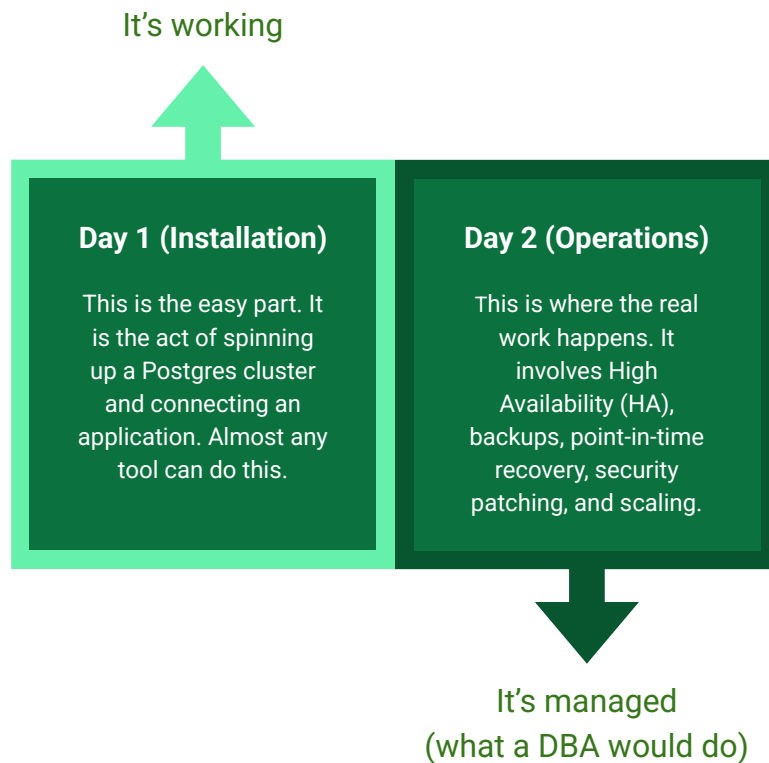 It’s working
Day 1 (Installation)
This is the easy part. It
is the act of spinning
up a Postgres cluster
and connecting an
application. Almost any
tool can do this.
Day 2 (Operations)
This is where the real
work happens. It
involves High
Availability (HA),
backups, point-in-time
recovery, security
patching, and scaling.
It’s managed
(what a DBA would do)